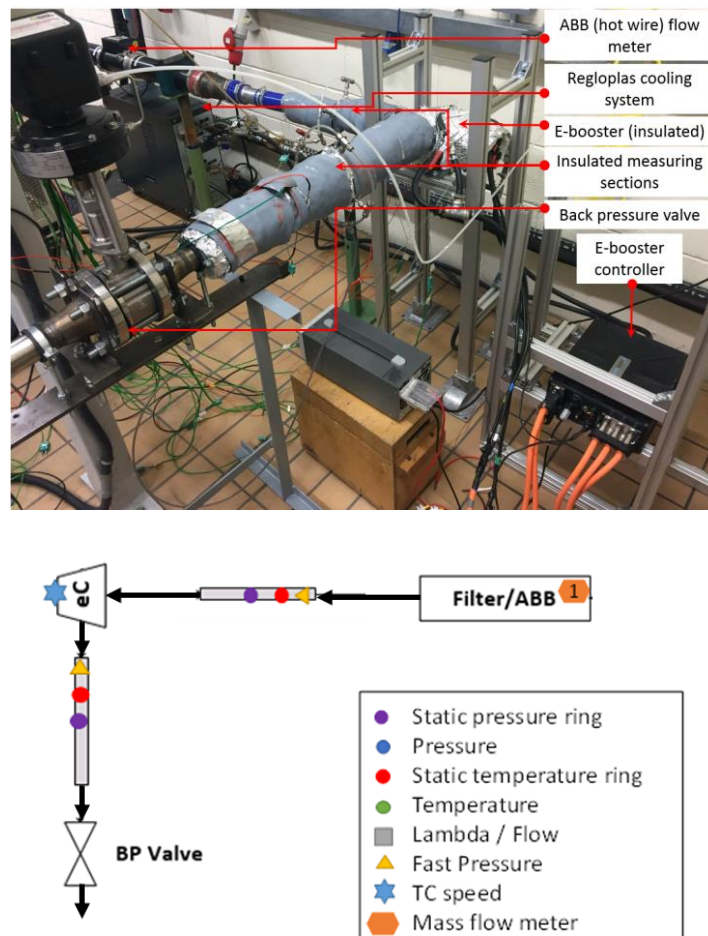 ABB (hot wire) flow
meter
Regloplas cooling
system
E-booster (insulated)
Insulated measuring
sections
Back pressure valve
E-booster
controller
eC
Filter/ABB
1
BP Valve
Static pressure ring
Pressure
Static temperature ring
Temperature
Lambda / Flow
Fast Pressure
TC speed
Mass flow meter